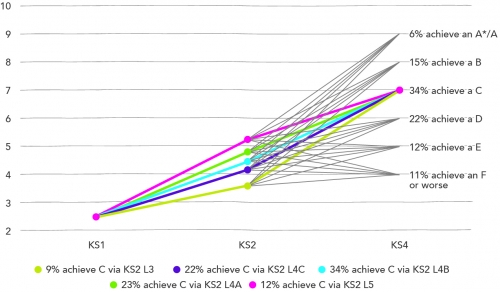 10
9
8
7
6
5
4
3
2
6% achieve an A*/A
15% achieve a B
34% achieve a C
22% achieve a D
12% achieve a E
11% achieve an F
or worse
KS1
KS2
KS4
9% achieve C via KS2 L3
22% achieve C via KS2 L4C
34% achieve C via KS2 L4B
23% achieve C via KS2 L4A
12% achieve C via KS2 L5